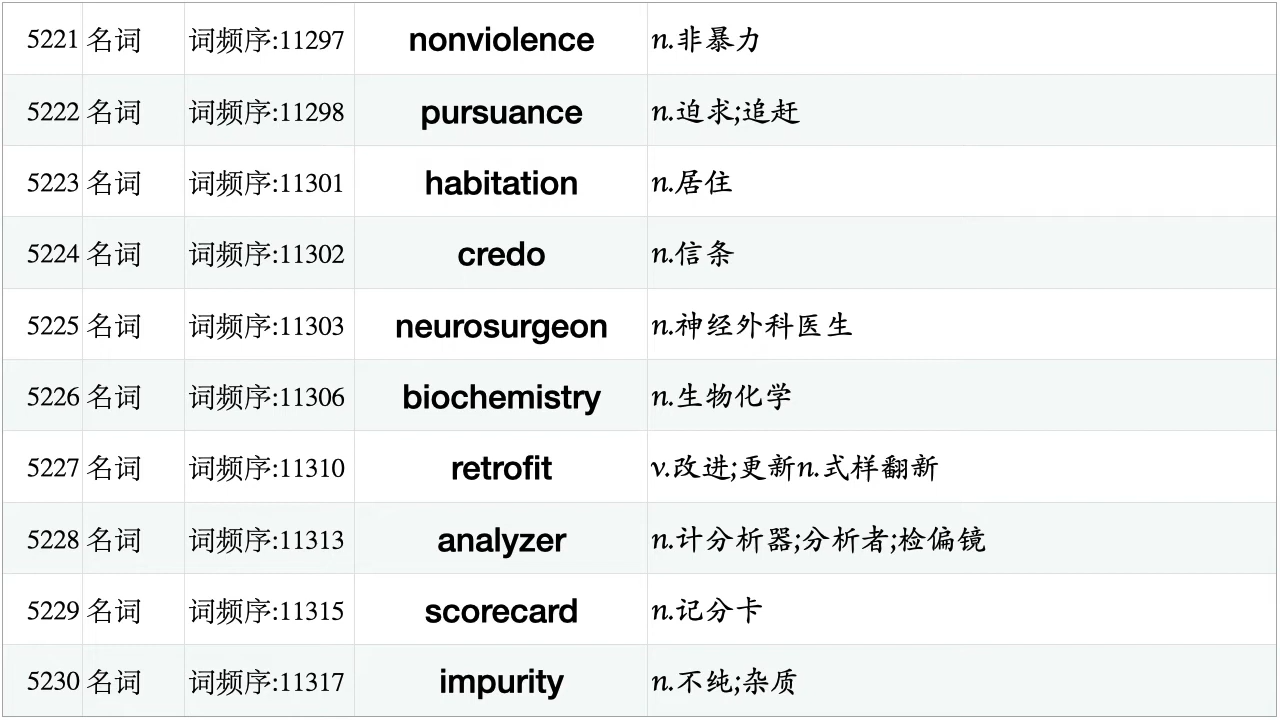 5221 名词 词频序:11297 nonviolence n.非暴力
5222 名词 词频序:11298 pursuance n.迫求;追赶
5223 名词 词频序:11301 habitation n.居住
5224 名词 词频序:11302 credo n.信条
5225 名词 词频序:11303 neurosurgeon n.神经外科医生
5226 名词 词频序:11306 biochemistry n.生物化学
5227 名词 词频序:11310 retrofit v.改进;更新n.式样翻新
5228 名词 词频序:11313 analyzer n.计分析器;分析者;检偏镜
5229 名词 词频序:11315 scorecard n.记分卡
5230 名词 词频序:11317 impurity n.不纯;杂质